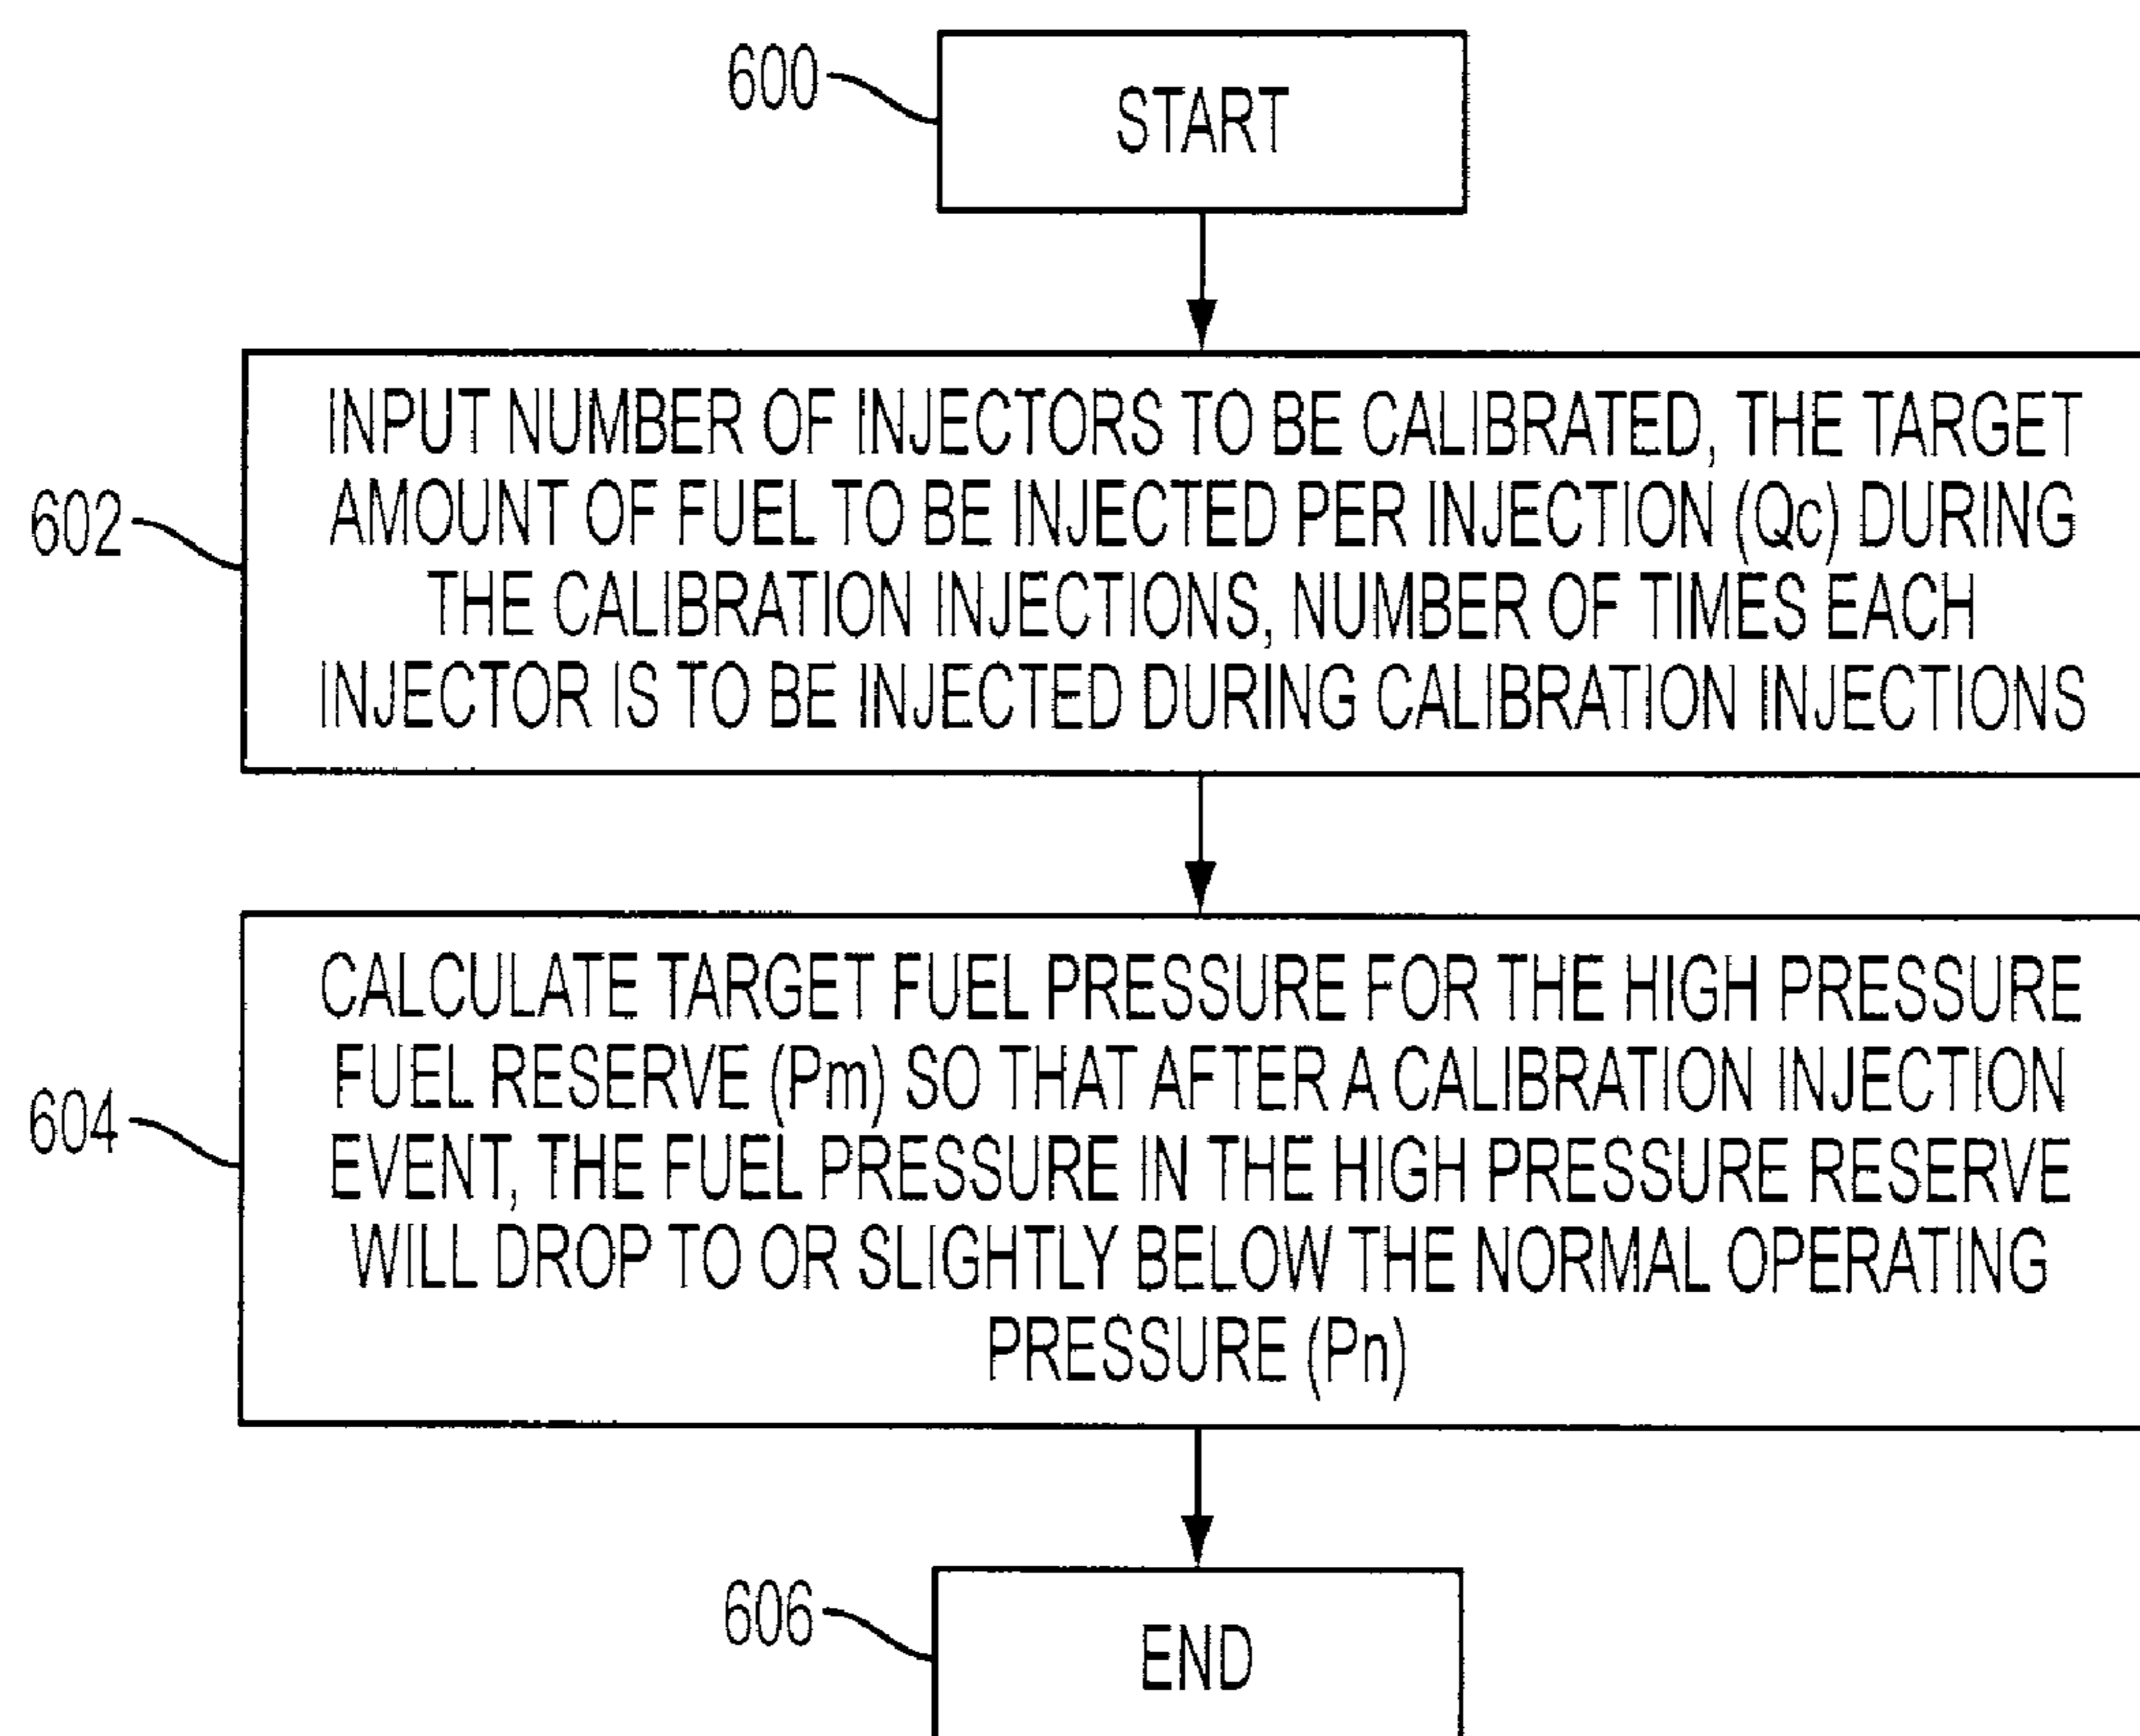 600
START
602
INPUT NUMBER OF INJECTORS TO BE CALIBRATED, THE TARGET
AMOUNT OF FUEL TO BE INJECTED PER INJECTION (Qc) DURING
THE CALIBRATION INJECTIONS, NUMBER OF TIMES EACH
INJECTOR IS TO BE INJECTED DURING CALIBRATION INJECTIONS
604
CALCULATE TARGET FUEL PRESSURE FOR THE HIGH PRESSURE
FUEL RESERVE (Pm) SO THAT AFTER A CALIBRATION INJECTION
EVENT, THE FUEL PRESSURE IN THE HIGH PRESSURE RESERVE
WILL DROP TO OR SLIGHTLY BELOW THE NORMAL OPERATING
PRESSURE (Pn)
606
END